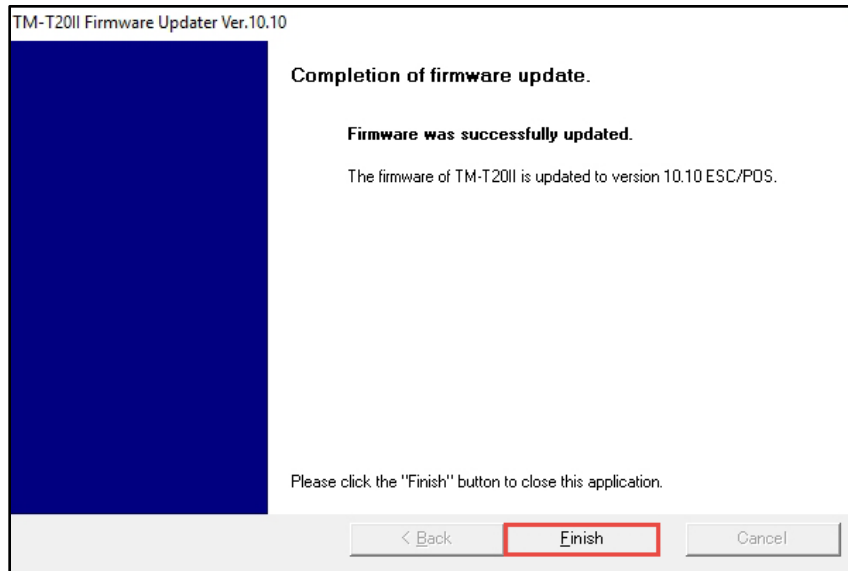 TM-T20II Firmware Updater Ver.10.10
Completion of firmware update.
Firmware was successfully updated.
The firmware of TM-T20II is updated to version 10.10 ESC/POS.
Please click the "Finish" button to close this application.
< Back
Finish
Cancel